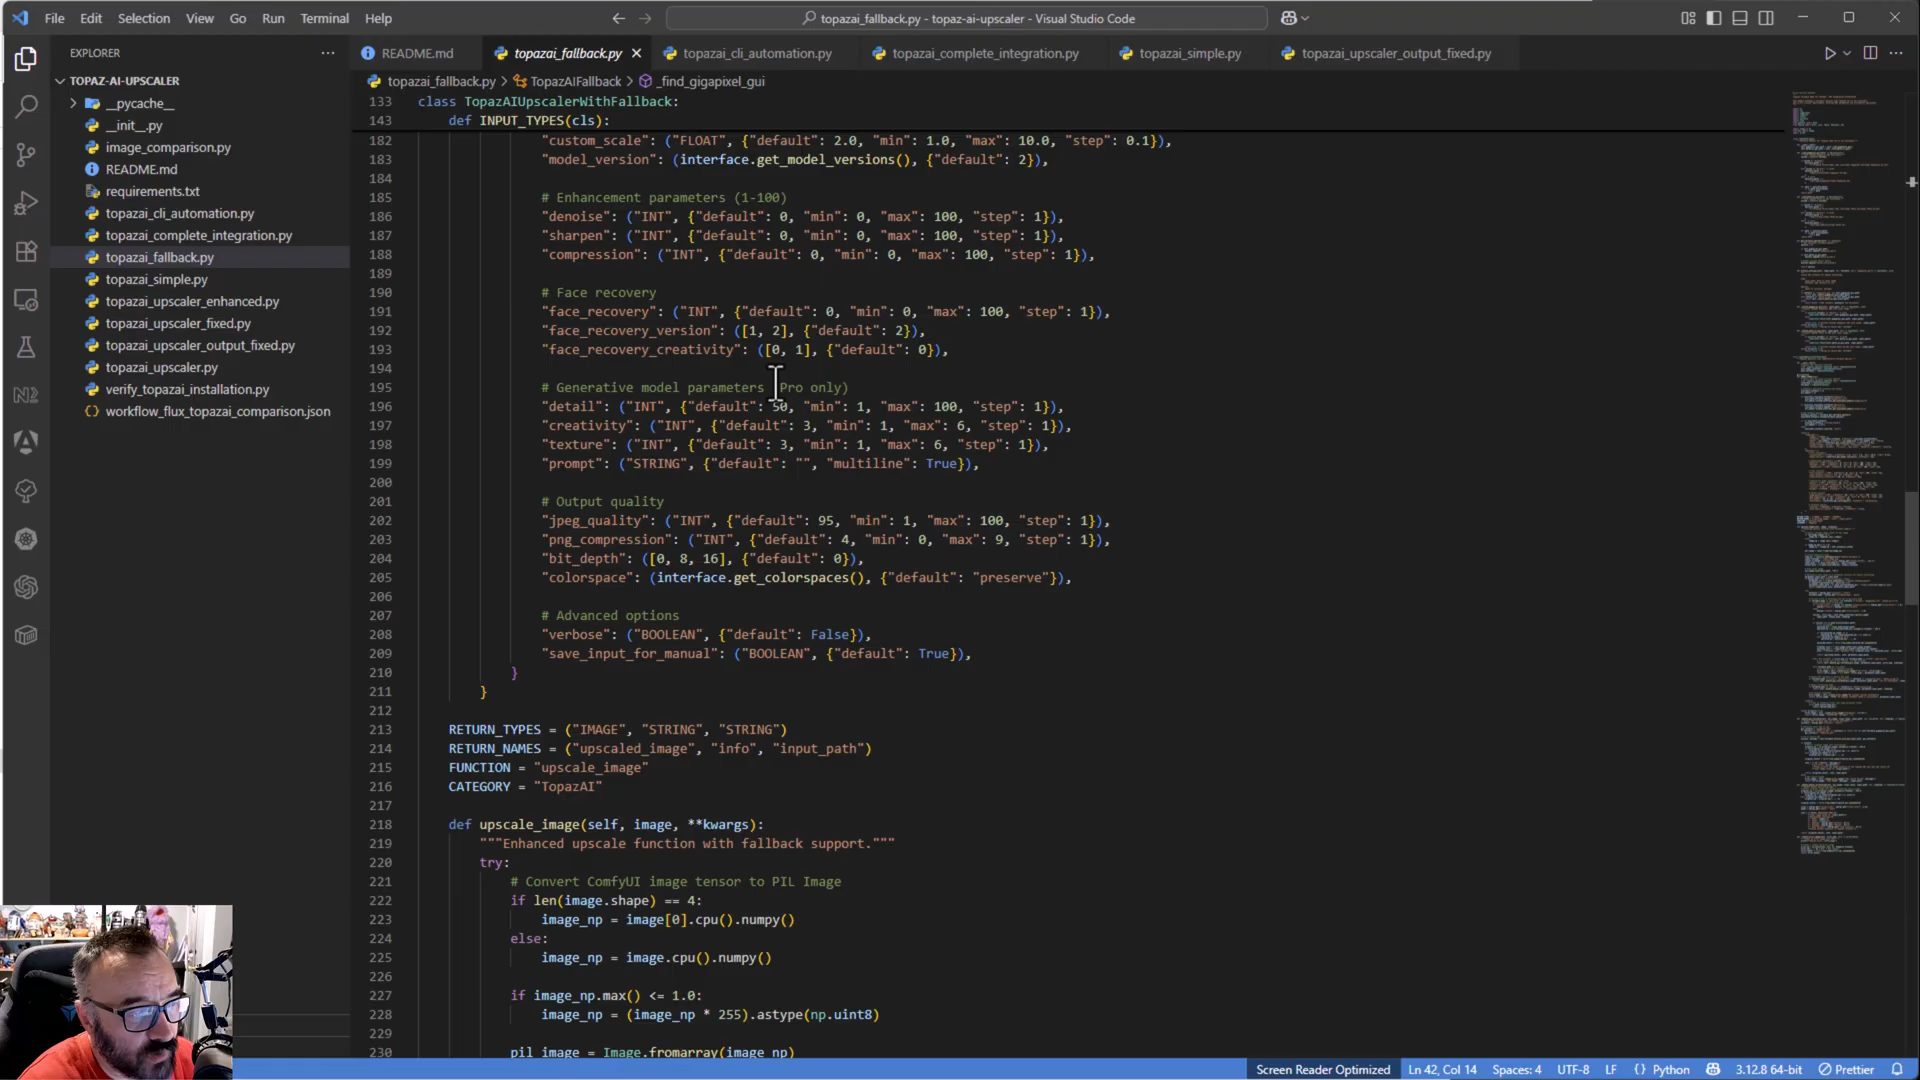 File Edit Selection View Go Run Terminal Help
topazai_fallback.py - topaz-ai-upscaler - Visual Studio Code
EXPLORER
TOPAZ-AI-UPSCALER
__pycache__
__init__.py
image_comparison.py
README.md
requirements.txt
topazai_cli_automation.py
topazai_complete_integration.py
topazai_fallback.py
topazai_simple.py
topazai_upscaler_enhanced.py
topazai_upscaler_fixed.py
topazai_upscaler_output_fixed.py
topazai_upscaler.py
verify_topazai_installation.py
workflow_flux_topazai_comparison.json
README.md topazai_fallback.py topazai_cli_automation.py topazai_complete_integration.py topazai_simple.py topazai_upscaler_output_fixed.py
topazai_fallback.py > TopazAIFallback > _find_gigapixel_gui
133 class TopazAIUpscalerWithFallback:
143 def INPUT_TYPES(cls):
182 "custom_scale": ("FLOAT", {"default": 2.0, "min": 1.0, "max": 10.0, "step": 0.1}),
183 "model_version": (interface.get_model_versions(), {"default": 2}),
184
185 # Enhancement parameters (1-100)
186 "denoise": ("INT", {"default": 0, "min": 0, "max": 100, "step": 1}),
187 "sharpen": ("INT", {"default": 0, "min": 0, "max": 100, "step": 1}),
188 "compression": ("INT", {"default": 0, "min": 0, "max": 100, "step": 1}),
189
190 # Face recovery
191 "face_recovery": ("INT", {"default": 0, "min": 0, "max": 100, "step": 1}),
192 "face_recovery_version": ([1, 2], {"default": 2}),
193 "face_recovery_creativity": ([0, 1], {"default": 0}),
194
195 # Generative model parameters (Pro only)
196 "detail": ("INT", {"default": 50, "min": 1, "max": 100, "step": 1}),
197 "creativity": ("INT", {"default": 3, "min": 1, "max": 6, "step": 1}),
198 "texture": ("INT", {"default": 3, "min": 1, "max": 6, "step": 1}),
199 "prompt": ("STRING", {"default": "", "multiline": True}),
200
201 # Output quality
202 "jpeg_quality": ("INT", {"default": 95, "min": 1, "max": 100, "step": 1}),
203 "png_compression": ("INT", {"default": 4, "min": 0, "max": 9, "step": 1}),
204 "bit_depth": ([0, 8, 16], {"default": 0}),
205 "colorspace": (interface.get_colorspaces(), {"default": "preserve"}),
206
207 # Advanced options
208 "verbose": ("BOOLEAN", {"default": False}),
209 "save_input_for_manual": ("BOOLEAN", {"default": True}),
210 }
211 }
212
213 RETURN_TYPES = ("IMAGE", "STRING", "STRING")
214 RETURN_NAMES = ("upscaled_image", "info", "input_path")
215 FUNCTION = "upscale_image"
216 CATEGORY = "TopazAI"
217
218 def upscale_image(self, image, **kwargs):
219 """Enhanced upscale function with fallback support."""
220 try:
221 # Convert ComfyUI image tensor to PIL Image
222 if len(image.shape) == 4:
223 image_np = image[0].cpu().numpy()
224 else:
225 image_np = image.cpu().numpy()
226
227 if image_np.max() <= 1.0:
228 image_np = (image_np * 255).astype(np.uint8)
229
230 pil_image = Image.fromarray(image_np)
Screen Reader Optimized Ln 42, Col 14 Spaces: 4 UTF-8 LF {} Python 3.12.8 64-bit Prettier